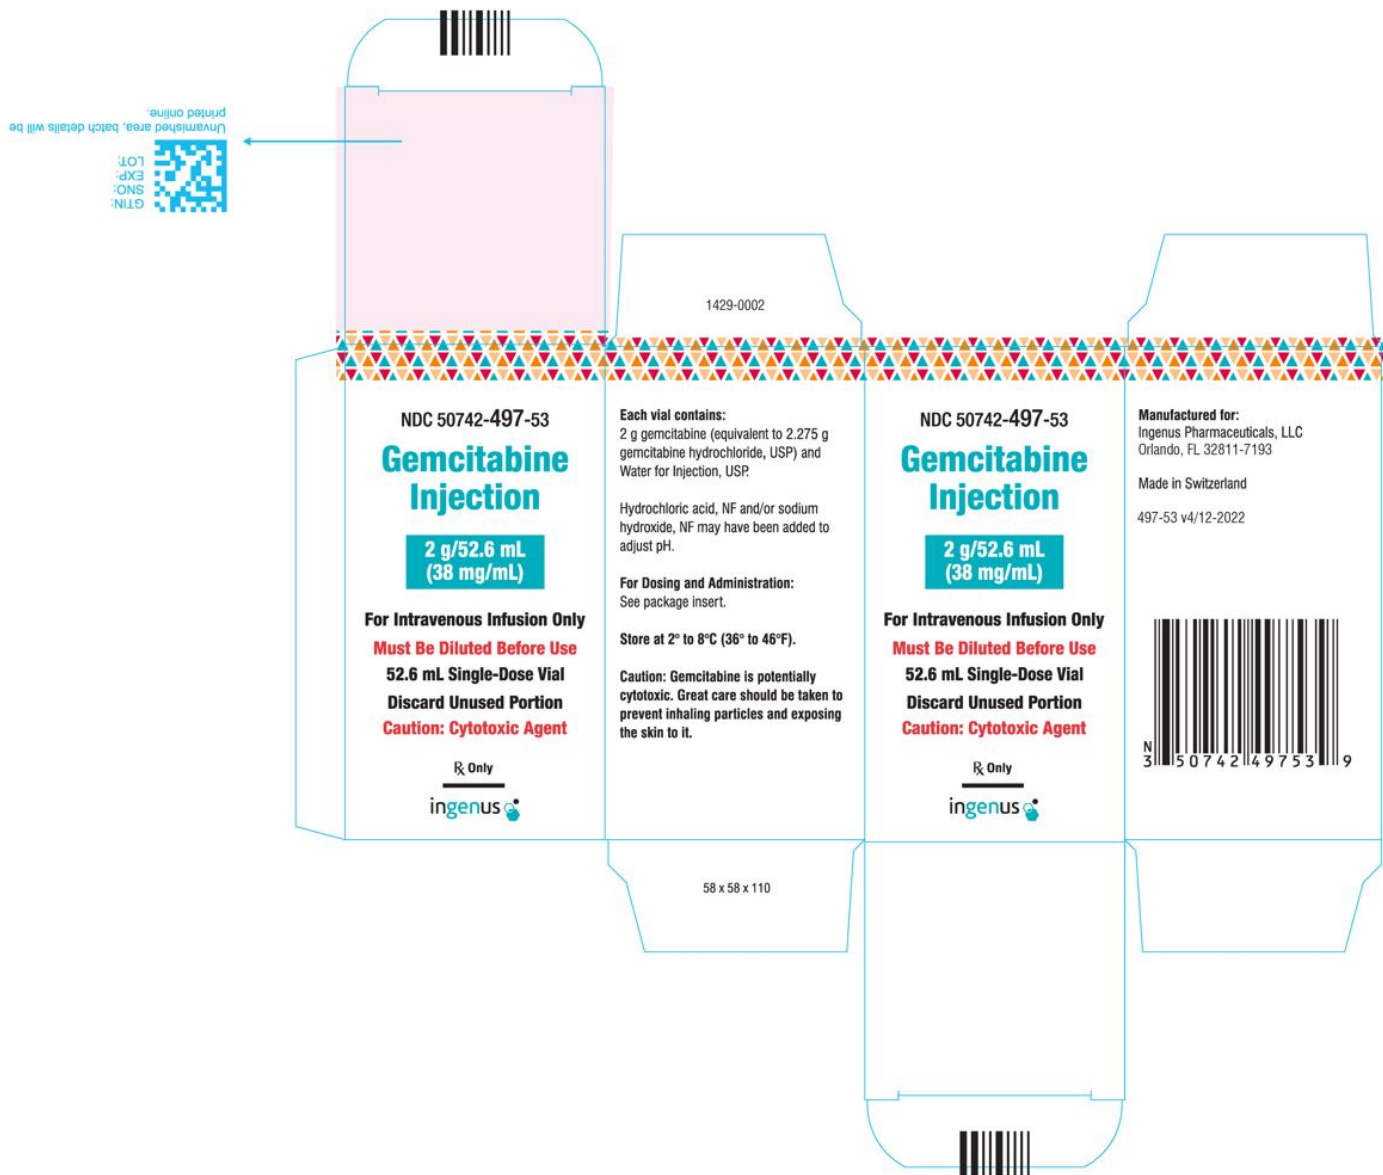 Unvarnished area, batch details will be
printed online.
GTIN:
SNO:
EXP:
LOT:
1429-0002
NDC 50742-497-53
Gemcitabine
Injection
2 g/52.6 mL
(38 mg/mL)
For Intravenous Infusion Only
Must Be Diluted Before Use
52.6 mL Single-Dose Vial
Discard Unused Portion
Caution: Cytotoxic Agent
℞ Only
ingenus
Each vial contains:
2 g gemcitabine (equivalent to 2.275 g
gemcitabine hydrochloride, USP) and
Water for Injection, USP.
Hydrochloric acid, NF and/or sodium
hydroxide, NF may have been added to
adjust pH.
For Dosing and Administration:
See package insert.
Store at 2° to 8°C (36° to 46°F).
Caution: Gemcitabine is potentially
cytotoxic. Great care should be taken to
prevent inhaling particles and exposing
the skin to it.
58 x 58 x 110
NDC 50742-497-53
Gemcitabine
Injection
2 g/52.6 mL
(38 mg/mL)
For Intravenous Infusion Only
Must Be Diluted Before Use
52.6 mL Single-Dose Vial
Discard Unused Portion
Caution: Cytotoxic Agent
℞ Only
ingenus
Manufactured for:
Ingenus Pharmaceuticals, LLC
Orlando, FL 32811-7193
Made in Switzerland
497-53 v4/12-2022
N
3 50742 49753 9